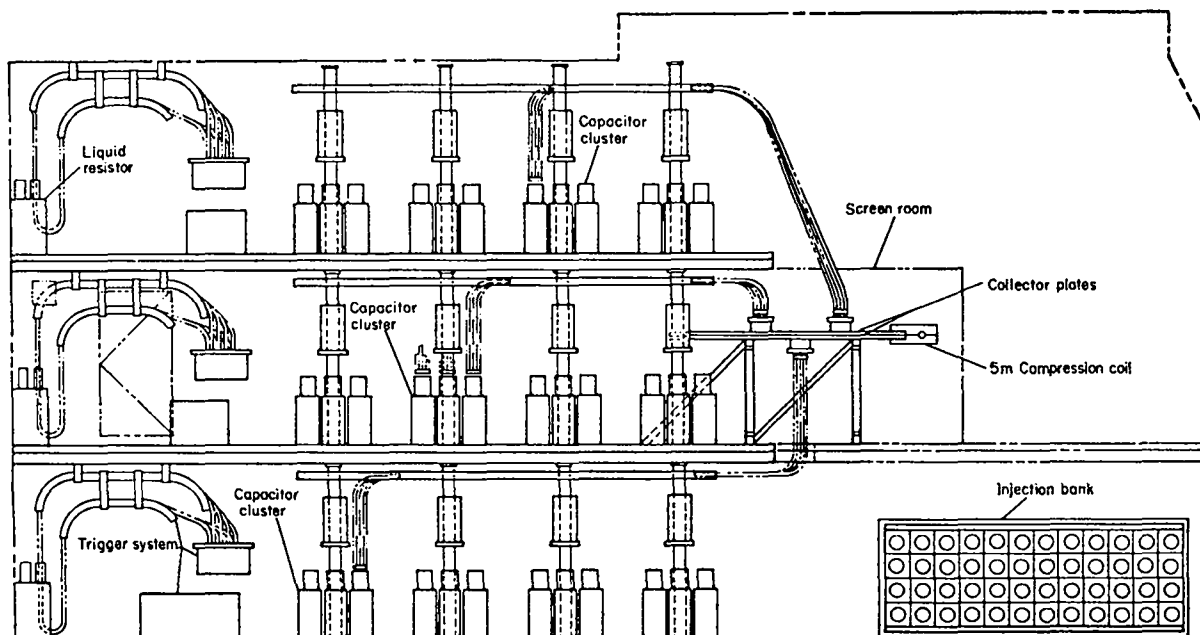 Liquid
resistor
Capacitor
cluster
Screen room
Collector plates
Capacitor
cluster
5m Compression coil
Capacitor
cluster
Injection bank
Trigger system